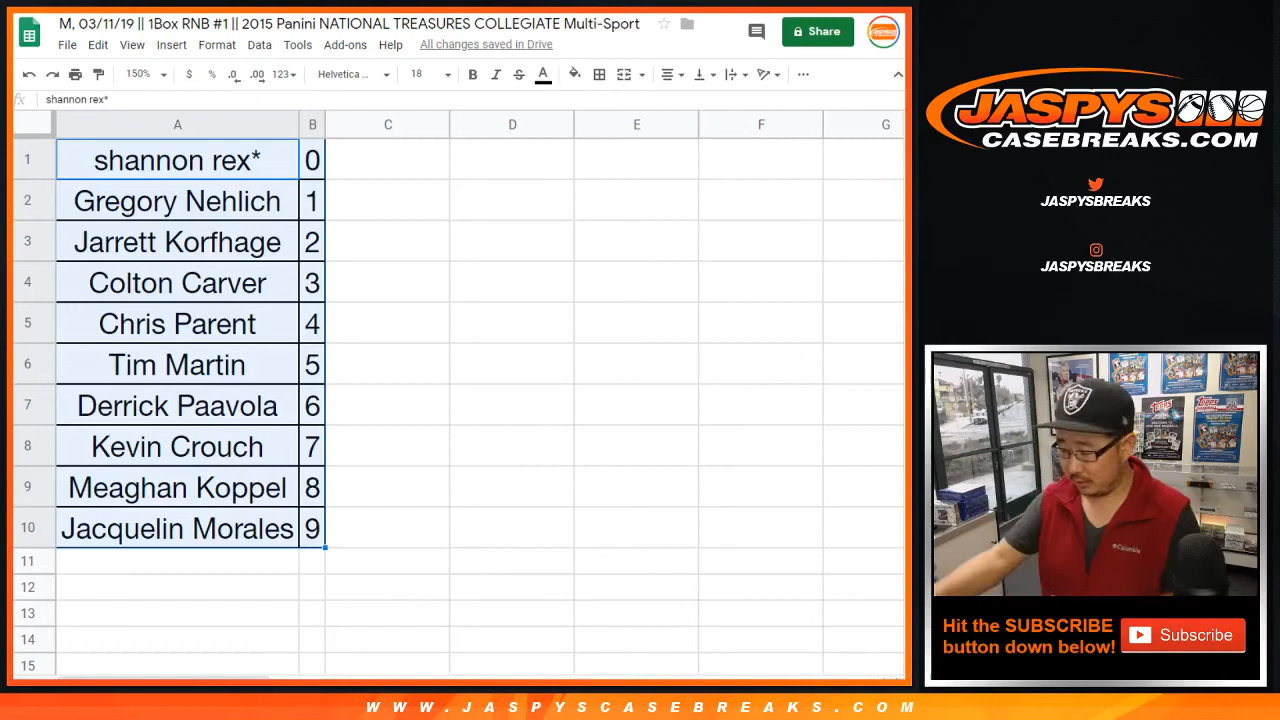 M, 03/11/19 || 1Box RNB #1 || 2015 Panini NATIONAL TREASURES COLLEGIATE Multi-Sport
Share
File Edit View Insert Format Data Tools Add-ons Help All changes saved in Drive
150% $ % .0 .00 123 Helvetica ... 18 B I S A
fx shannon rex*
A B C D E F G
1 shannon rex* 0
2 Gregory Nehlich 1
3 Jarrett Korfhage 2
4 Colton Carver 3
5 Chris Parent 4
6 Tim Martin 5
7 Derrick Paavola 6
8 Kevin Crouch 7
9 Meaghan Koppel 8
10 Jacquelin Morales 9
11
12
13
14
15
JASPYS
CASEBREAKS.COM
JASPYSBREAKS
JASPYSBREAKS
RAIDERS
TOPPS
TOPPS
Columbia
Hit the SUBSCRIBE
button down below!
Subscribe
WWW.JASPYSCASEBREAKS.COM